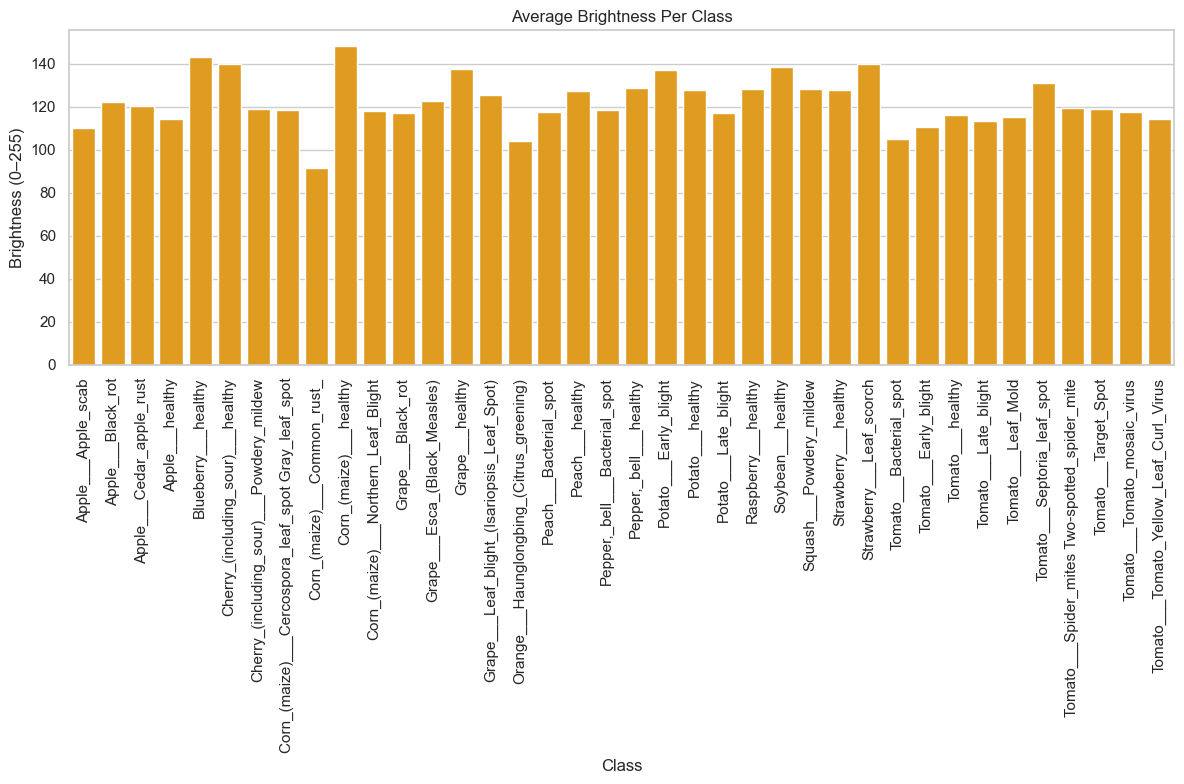 Average Brightness Per Class
Brightness (0–255)
140
120
100
80
60
40
20
0
Apple___Apple_scab
Apple___Black_rot
Apple___Cedar_apple_rust
Apple___healthy
Blueberry___healthy
Cherry_(including_sour)___healthy
Cherry_(including_sour)___Powdery_mildew
Corn_(maize)___Cercospora_leaf_spot Gray_leaf_spot
Corn_(maize)___Common_rust_
Corn_(maize)___healthy
Corn_(maize)___Northern_Leaf_Blight
Grape___Black_rot
Grape___Esca_(Black_Measles)
Grape___healthy
Grape___Leaf_blight_(Isariopsis_Leaf_Spot)
Orange___Haunglongbing_(Citrus_greening)
Peach___Bacterial_spot
Peach___healthy
Pepper,_bell___Bacterial_spot
Pepper,_bell___healthy
Potato___Early_blight
Potato___healthy
Potato___Late_blight
Raspberry___healthy
Soybean___healthy
Squash___Powdery_mildew
Strawberry___healthy
Strawberry___Leaf_scorch
Tomato___Bacterial_spot
Tomato___Early_blight
Tomato___healthy
Tomato___Late_blight
Tomato___Leaf_Mold
Tomato___Septoria_leaf_spot
Tomato___Spider_mites Two-spotted_spider_mite
Tomato___Target_Spot
Tomato___Tomato_mosaic_virus
Tomato___Tomato_Yellow_Leaf_Curl_Virus
Class